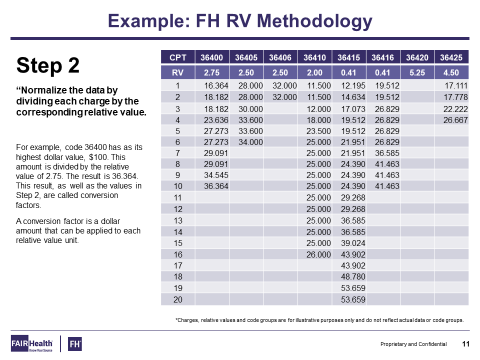 Example: FH RV Methodology
Step 2
“Normalize the data by
dividing each charge by the
corresponding relative value.
For example, code 36400 has as its
highest dollar value, $100. This
amount is divided by the relative
value of 2.75. The result is 36.364.
This result, as well as the values in
Step 2, are called conversion
factors.
A conversion factor is a dollar
amount that can be applied to each
relative value unit.
CPT 36400 36405 36406 36410 36415 36416 36420 36425
RV 2.75 2.50 2.50 2.00 0.41 0.41 5.25 4.50
1 16.364 28.000 32.000 11.500 12.195 19.512 17.111
2 18.182 28.000 32.000 11.500 14.634 19.512 17.778
3 18.182 30.000 12.000 17.073 26.829 22.222
4 23.636 33.600 18.000 19.512 26.829 26.667
5 27.273 33.600 23.500 19.512 26.829
6 27.273 34.000 25.000 21.951 26.829
7 29.091 25.000 21.951 36.585
8 29.091 25.000 24.390 41.463
9 34.545 25.000 24.390 41.463
10 36.364 25.000 24.390 41.463
11 25.000 29.268
12 25.000 29.268
13 25.000 36.585
14 25.000 36.585
15 25.000 39.024
16 26.000 43.902
17 43.902
18 48.780
19 53.659
20 53.659
*Charges, relative values and code groups are for illustrative purposes only and do not reflect actual data or code groups.
FAIR Health
Know Your Source
FH
Proprietary and Confidential 11